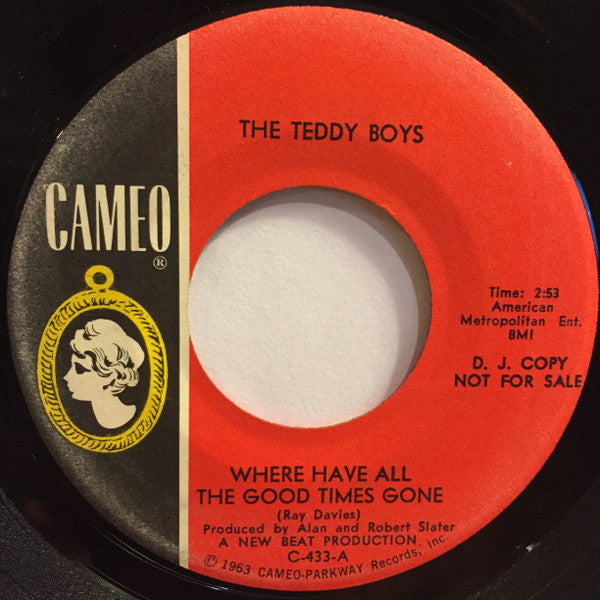 THE TEDDY BOYS
CAMEO
®
Time: 2:53
American
Metropolitan Ent.
BMI
D. J. COPY
NOT FOR SALE
WHERE HAVE ALL
THE GOOD TIMES GONE
(Ray Davies)
Produced by Alan and Robert Slater
A NEW BEAT PRODUCTION
C-433-A
© 1963 CAMEO-PARKWAY Records, Inc.